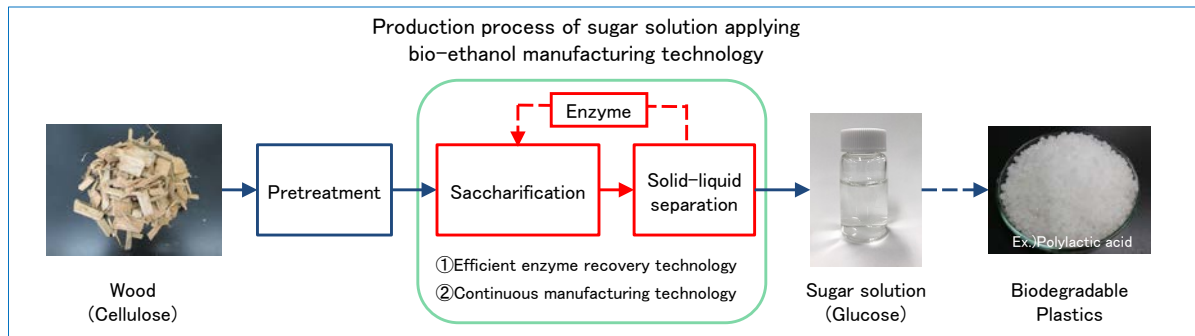 Production process of sugar solution applying
bio-ethanol manufacturing technology
Enzyme
Pretreatment
Saccharification
Solid-liquid
separation
Ex.)Polylactic acid
①Efficient enzyme recovery technology
②Continuous manufacturing technology
Wood
(Cellulose)
Sugar solution
(Glucose)
Biodegradable
Plastics